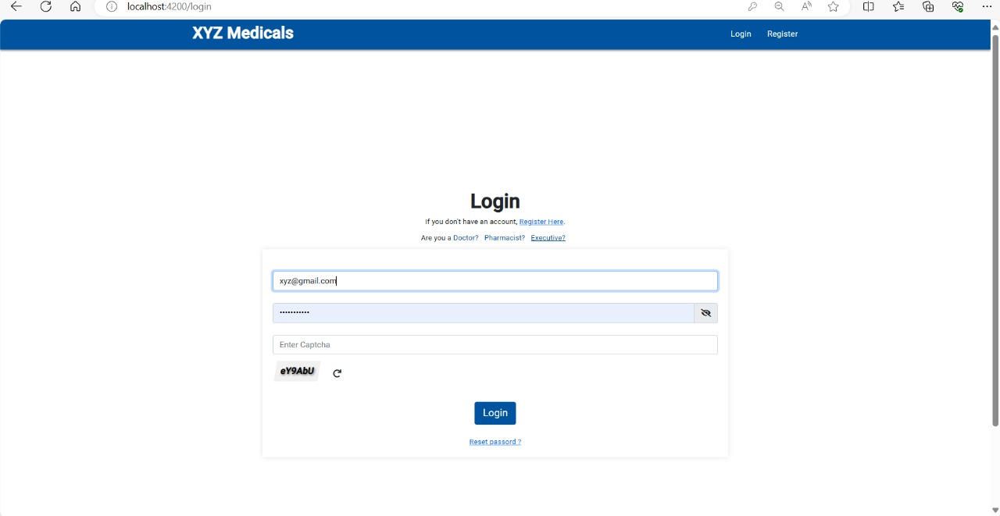 localhost:4200/login
XYZ Medicals
Login
Register
Login
If you don't have an account, Register Here.
Are you a Doctor? Pharmacist? Executive?
xyz@gmail.com
•••••••••••
Enter Captcha
eY9AbU
Login
Reset passord ?